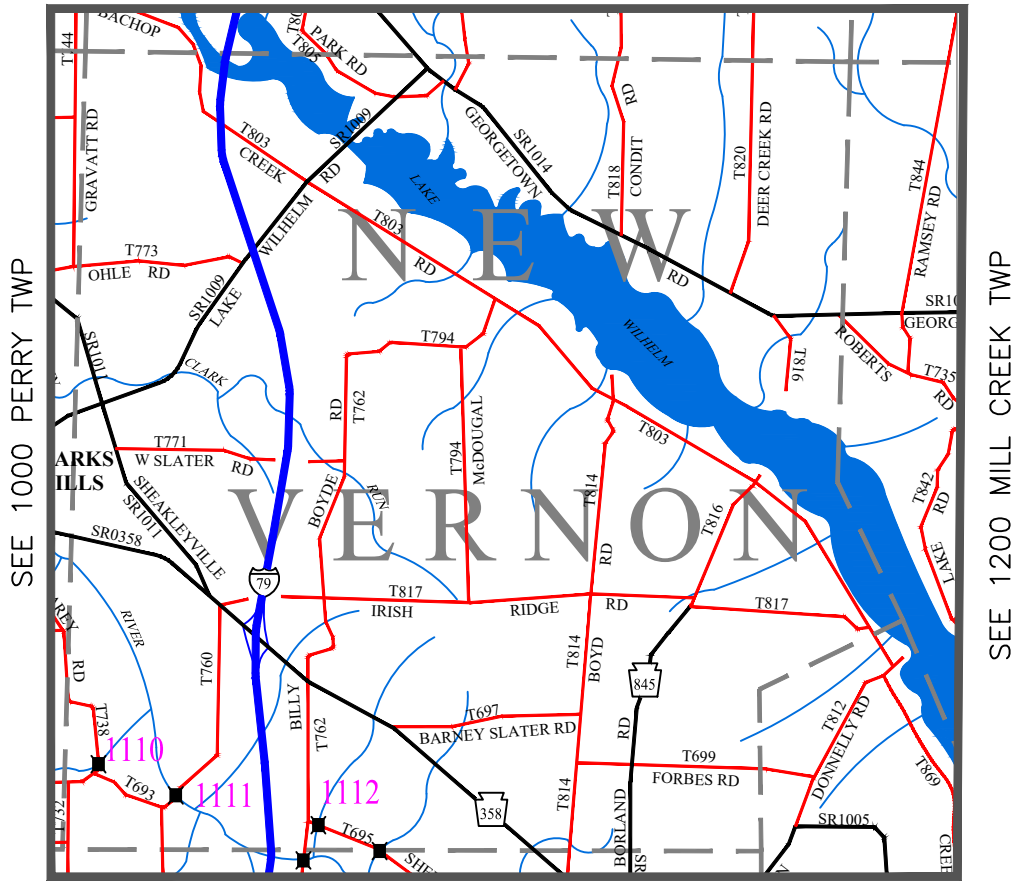 BACHOP
T805
PARK RD
T803
CREEK
SR1009
WILHELM
RD
GEORGETOWN
SR1014
RD
CONDIT
T818
T820
DEER CREEK RD
T844
RAMSEY RD
GRAVATT RD
T773
OHLE RD
SR1009
LAKE
LAKE
T803
RD
NEW
RD
WILHELM
SR10
GEORG
ROBERTS
T735
RD
T816
SR1011
CLARK
T794
RD
T762
T794
McDOUGAL
T803
T771
W SLATER RD
ARKS
ILLS
SHEAKLEYVILLE
SR1011
BOYDE
RUN
T814
T816
T842
RD
LAKE
VERNON
SR0358
79
T817
IRISH RIDGE RD
RD
T817
AREY
RD
RIVER
T760
T814
BOYD
845
BILLY
T762
T697
BARNEY SLATER RD
RD
T812
DONNELLY RD
T738
1110
T693
1111
1112
T695
SHE
358
T699
FORBES RD
T814
BORLAND
SR
SR1005
T869
CREE
T732
SEE 1000 PERRY TWP
SEE 1200 MILL CREEK TWP